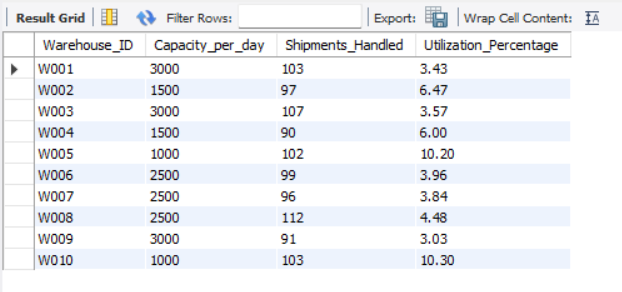 Result Grid Filter Rows: Export: Wrap Cell Content: IA
Warehouse_ID Capacity_per_day Shipments_Handled Utilization_Percentage
W001 3000 103 3.43
W002 1500 97 6.47
W003 3000 107 3.57
W004 1500 90 6.00
W005 1000 102 10.20
W006 2500 99 3.96
W007 2500 96 3.84
W008 2500 112 4.48
W009 3000 91 3.03
W010 1000 103 10.30